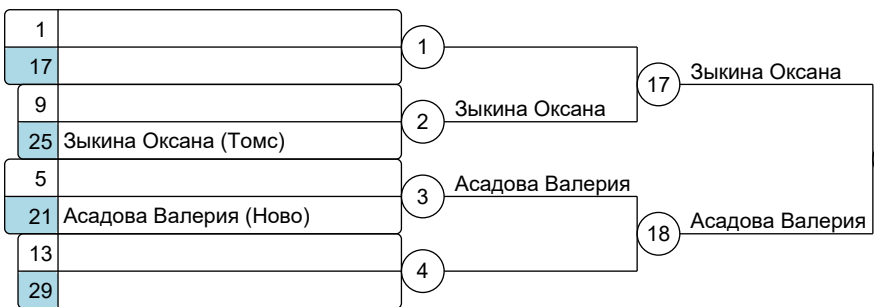 1
17
1
9
25 Зыкина Оксана (Томс)
2 Зыкина Оксана
17 Зыкина Оксана
5
21 Асадова Валерия (Ново)
3 Асадова Валерия
13
29
4
18 Асадова Валерия